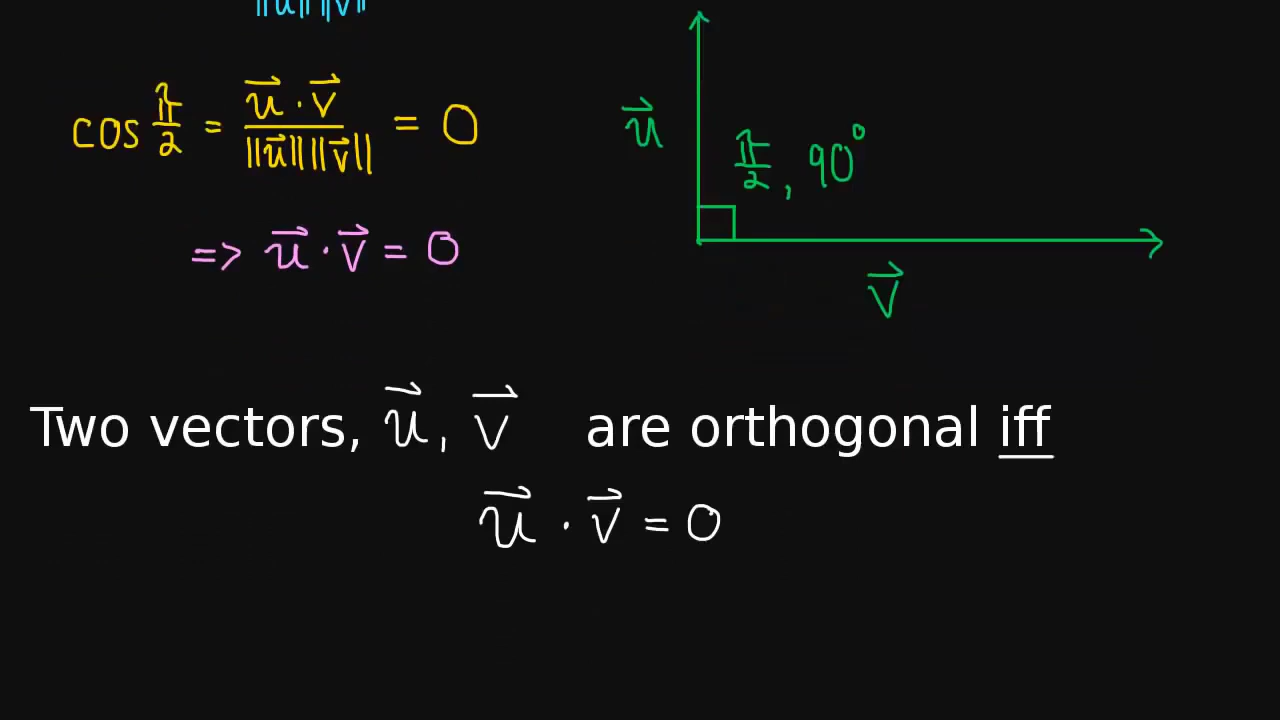 ||u|| ||v||
cos π/2 = u⃗ · v⃗ / ||u⃗|| ||v⃗|| = 0
=> u⃗ · v⃗ = 0
u⃗
π/2, 90°
v⃗
Two vectors, u⃗, v⃗ are orthogonal iff
u⃗ · v⃗ = 0